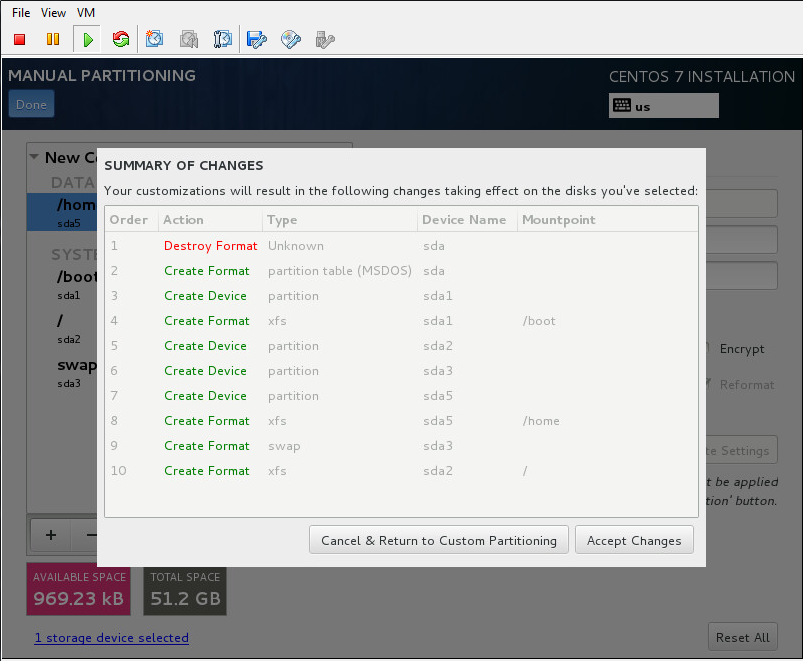 File View VM
MANUAL PARTITIONING
CENTOS 7 INSTALLATION
Done
us
New C
SUMMARY OF CHANGES
Your customizations will result in the following changes taking effect on the disks you've selected:
DATA
/hom
sda5
SYSTE
/boot
sda1
/
sda2
swap
sda3
Order Action Type Device Name Mountpoint
1 Destroy Format Unknown sda
2 Create Format partition table (MSDOS) sda
3 Create Device partition sda1
4 Create Format xfs sda1 /boot
5 Create Device partition sda2
6 Create Device partition sda3
7 Create Device partition sda5
8 Create Format xfs sda5 /home
9 Create Format swap sda3
10 Create Format xfs sda2 /
Encrypt
Reformat
te Settings
t be applied
tion' button.
+ −
Cancel & Return to Custom Partitioning
Accept Changes
AVAILABLE SPACE
969.23 kB
TOTAL SPACE
51.2 GB
1 storage device selected
Reset All